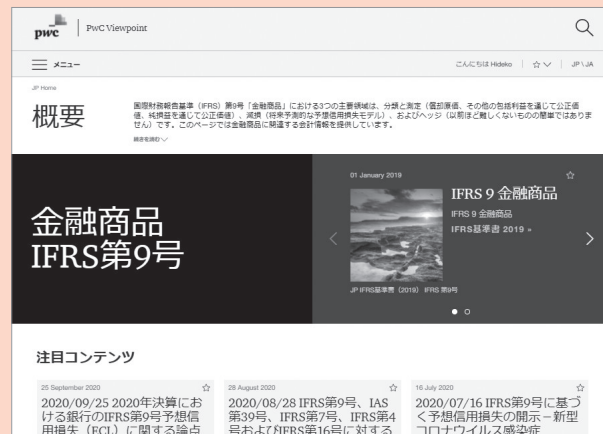 pwc PwC Viewpoint
メニュー こんにちは Hideko JP \ JA
JP Home
概要
国際財務報告基準（IFRS）第9号「金融商品」における3つの主要領域は、分類と測定（償却原価、その他の包括利益を通じて公正価
値、純損益を通じて公正価値）、減損（将来予測的な予想信用損失モデル）、およびヘッジ（以前ほど難しくないものの簡単ではありま
せん）です。このページでは金融商品に関連する会計情報を提供しています。
続きを読む
金融商品
IFRS第9号
01 January 2019
IFRS 9 金融商品
IFRS 9 金融商品
IFRS基準書 2019 »
JP IFRS基準書（2019） IFRS 第9号
注目コンテンツ
25 September 2020
2020/09/25 2020年決算にお
ける銀行のIFRS第9号予想信
用損失（ECL）に関する論点
28 August 2020
2020/08/28 IFRS第9号、IAS
第39号、IFRS第7号、IFRS第4
号およびIFRS第16号に対する
16 July 2020
2020/07/16 IFRS第9号に基づ
く予想信用損失の開示－新型
コロナウイルス感染症